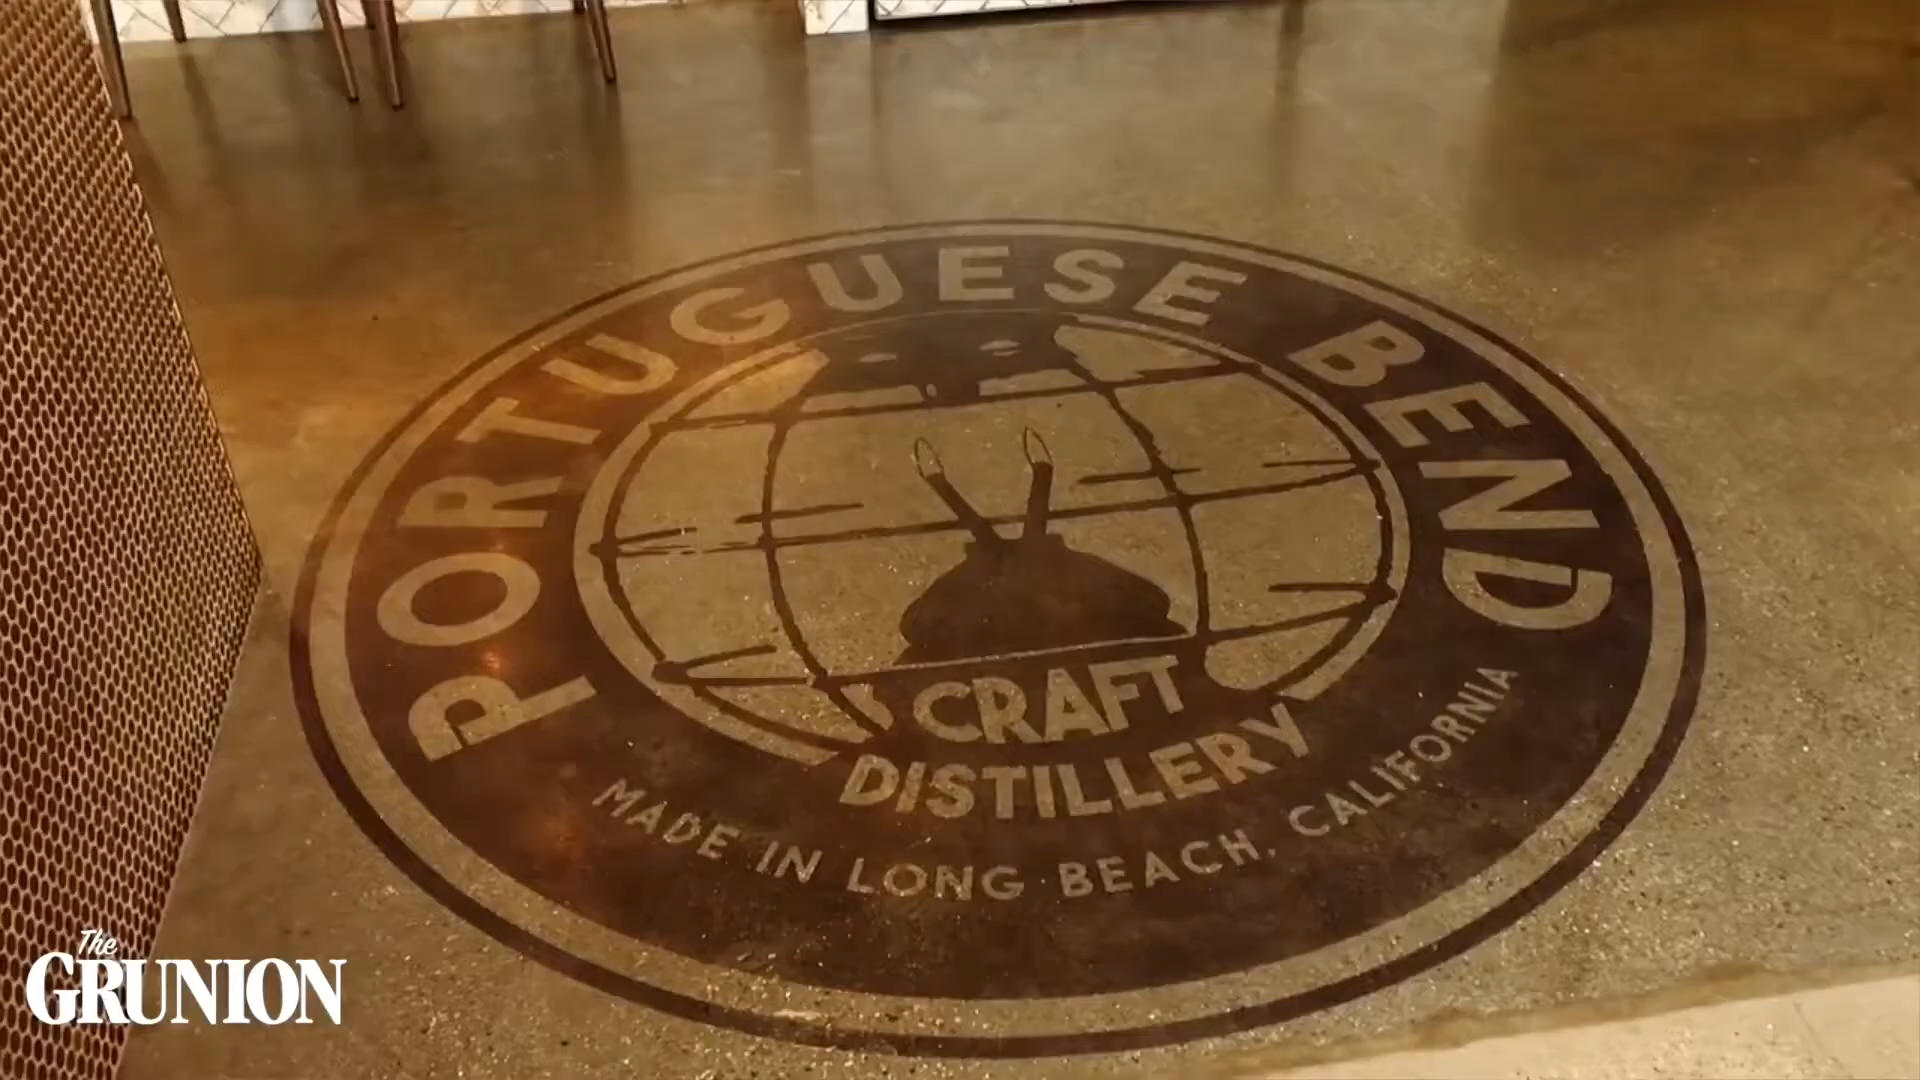 PORTUGUESE BEND
CRAFT
DISTILLERY
MADE IN LONG BEACH, CALIFORNIA
The
GRUNION